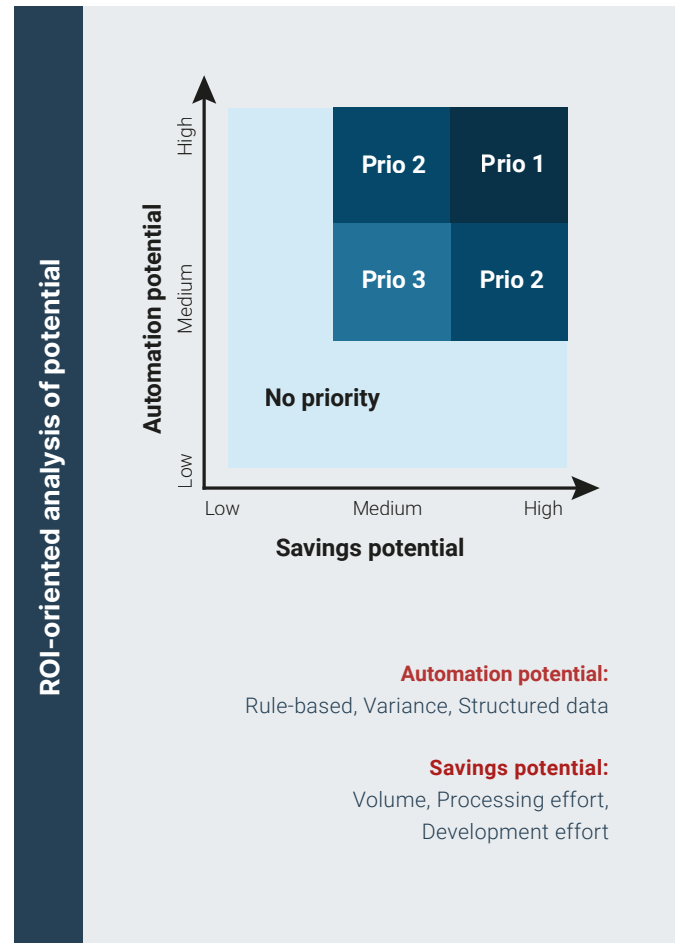 ROI-oriented analysis of potential
Automation potential
High
Medium
Low
Prio 2
Prio 1
Prio 3
Prio 2
No priority
Low
Medium
High
Savings potential
Automation potential:
Rule-based, Variance, Structured data
Savings potential:
Volume, Processing effort,
Development effort